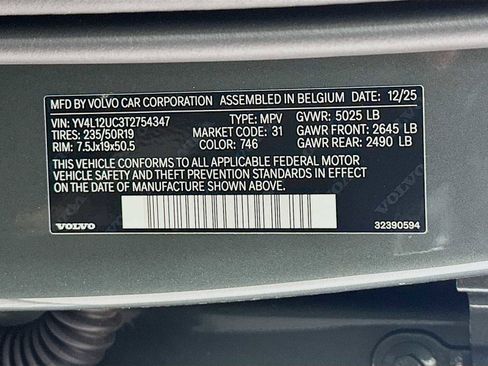 MFD BY VOLVO CAR CORPORATION ASSEMBLED IN BELGIUM DATE: 12/25
VIN: YV4L12UC3T2754347 TYPE: MPV GVWR: 5025 LB
TIRES: 235/50R19 MARKET CODE: 31 GAWR FRONT: 2645 LB
RIM: 7.5Jx19x50.5 COLOR: 746 GAWR REAR: 2490 LB
THIS VEHICLE CONFORMS TO ALL APPLICABLE FEDERAL MOTOR
VEHICLE SAFETY AND THEFT PREVENTION STANDARDS IN EFFECT
ON THE DATE OF MANUFACTURE SHOWN ABOVE.
VOLVO 32390594